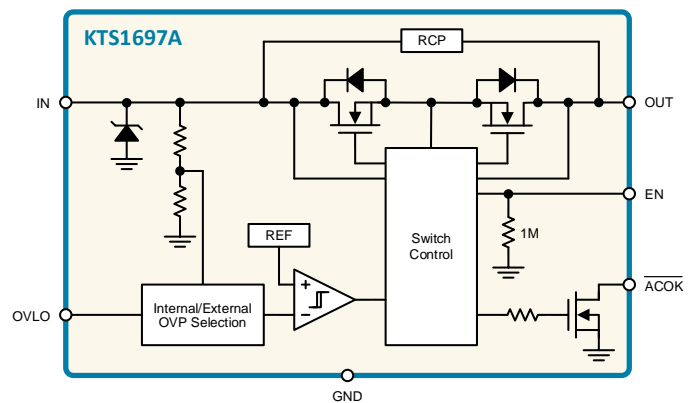 KTS1697A
RCP
IN
OUT
EN
REF
1M
Switch
Control
ACOK
OVLO
Internal/External
OVP Selection
GND